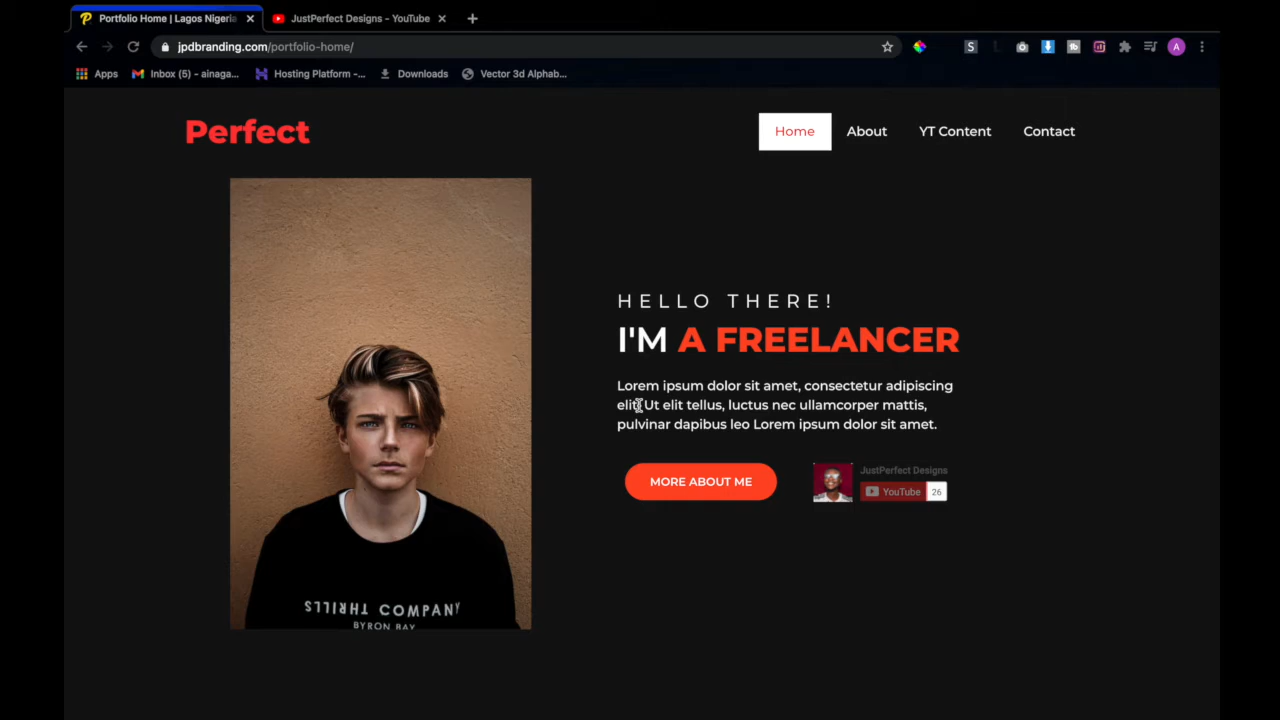 Portfolio Home | Lagos Nigeria
JustPerfect Designs - YouTube
jpdbranding.com/portfolio-home/
S
A
Apps
Inbox (5) - ainaga...
Hosting Platform -...
Downloads
Vector 3d Alphab...
Perfect
Home
About
YT Content
Contact
HELLO THERE!
I'M A FREELANCER
Lorem ipsum dolor sit amet, consectetur adipiscing
elit. Ut elit tellus, luctus nec ullamcorper mattis,
pulvinar dapibus leo Lorem ipsum dolor sit amet.
MORE ABOUT ME
JustPerfect Designs
YouTube 26
THRILLS COMPANY
BYRON BAY